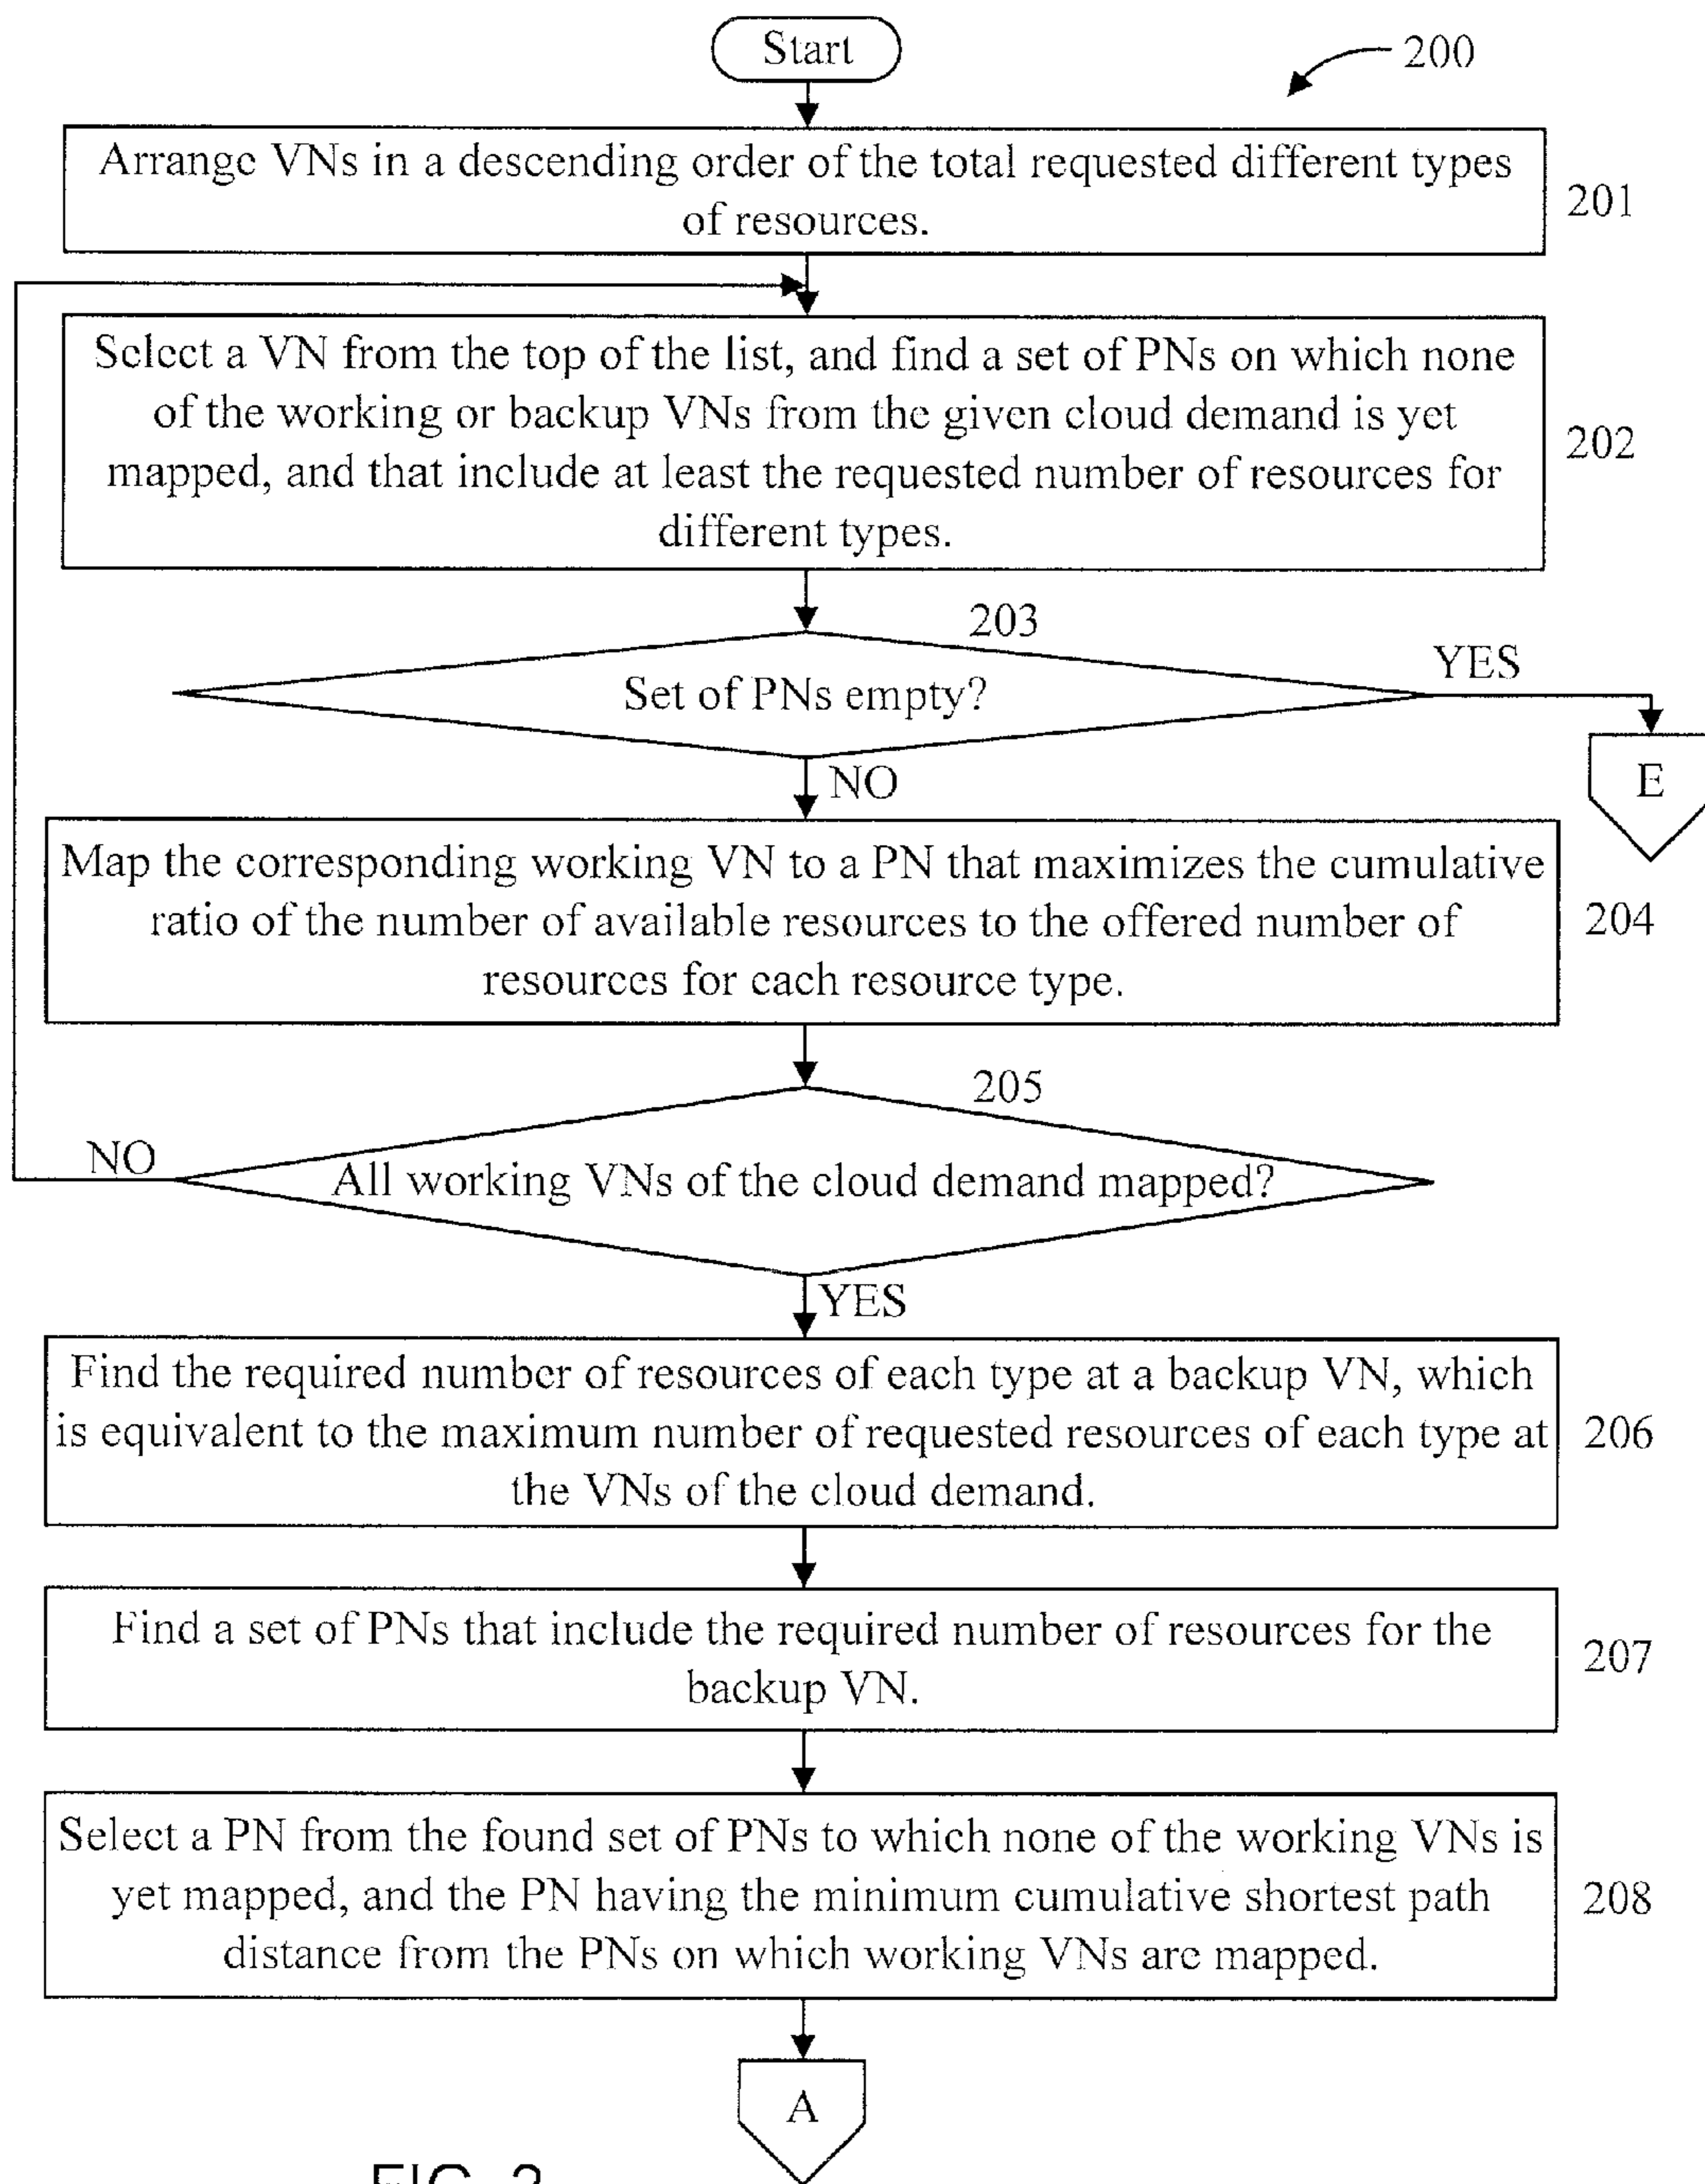 Start
200
Arrange VNs in a descending order of the total requested different types
of resources.
201
Select a VN from the top of the list, and find a set of PNs on which none
of the working or backup VNs from the given cloud demand is yet
mapped, and that include at least the requested number of resources for
different types.
202
203
Set of PNs empty?
YES
E
NO
Map the corresponding working VN to a PN that maximizes the cumulative
ratio of the number of available resources to the offered number of
resources for each resource type.
204
205
NO
All working VNs of the cloud demand mapped?
YES
Find the required number of resources of each type at a backup VN, which
is equivalent to the maximum number of requested resources of each type at
the VNs of the cloud demand.
206
Find a set of PNs that include the required number of resources for the
backup VN.
207
Select a PN from the found set of PNs to which none of the working VNs is
yet mapped, and the PN having the minimum cumulative shortest path
distance from the PNs on which working VNs are mapped.
208
A